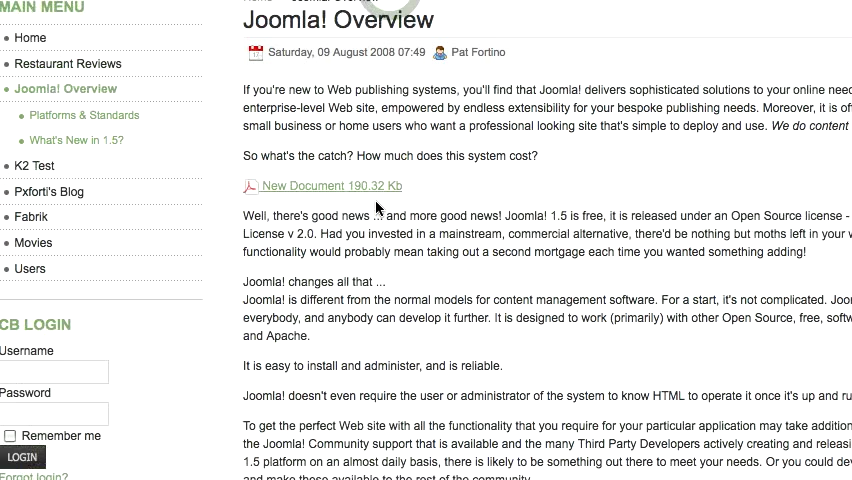 MAIN MENU
Home
Restaurant Reviews
Joomla! Overview
Platforms & Standards
What's New in 1.5?
K2 Test
Pxforti's Blog
Fabrik
Movies
Users
CB LOGIN
Username
Password
Remember me
LOGIN
Forgot login?
Joomla! Overview
Saturday, 09 August 2008 07:49 Pat Fortino
If you're new to Web publishing systems, you'll find that Joomla! delivers sophisticated solutions to your online need
enterprise-level Web site, empowered by endless extensibility for your bespoke publishing needs. Moreover, it is of
small business or home users who want a professional looking site that's simple to deploy and use. We do content
So what's the catch? How much does this system cost?
New Document 190.32 Kb
Well, there's good news ... and more good news! Joomla! 1.5 is free, it is released under an Open Source license -
License v 2.0. Had you invested in a mainstream, commercial alternative, there'd be nothing but moths left in your w
functionality would probably mean taking out a second mortgage each time you wanted something adding!
Joomla! changes all that ...
Joomla! is different from the normal models for content management software. For a start, it's not complicated. Joon
everybody, and anybody can develop it further. It is designed to work (primarily) with other Open Source, free, softw
and Apache.
It is easy to install and administer, and is reliable.
Joomla! doesn't even require the user or administrator of the system to know HTML to operate it once it's up and ru
To get the perfect Web site with all the functionality that you require for your particular application may take addition
the Joomla! Community support that is available and the many Third Party Developers actively creating and releasi
1.5 platform on an almost daily basis, there is likely to be something out there to meet your needs. Or you could dev
and make these available to the rest of the community.